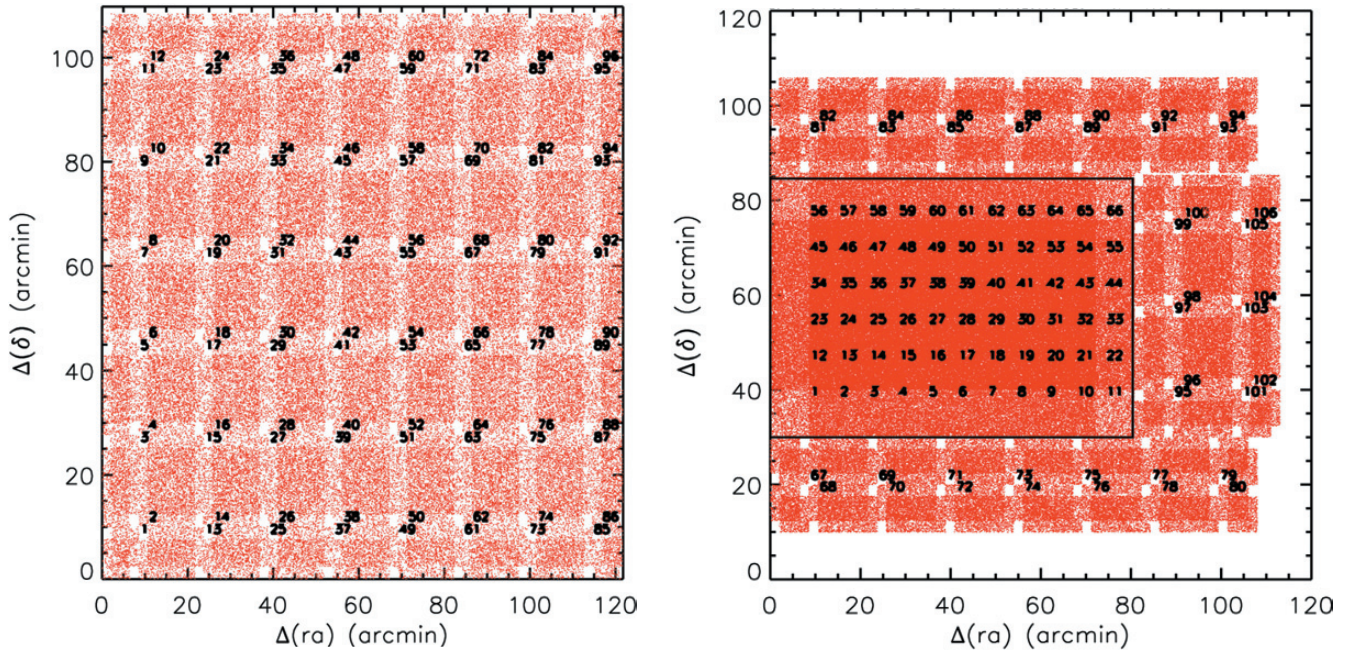 Δ(δ) (arcmin)
100
80
60
40
20
0
12 24 36 48 60 72 84 96
11 23 35 47 59 71 83 95
10 22 34 46 58 70 82 94
9 21 33 45 57 69 81 93
8 20 32 44 56 68 80 92
7 19 31 43 55 67 79 91
6 18 30 42 54 66 78 90
5 17 29 41 53 65 77 89
4 16 28 40 52 64 76 88
3 15 27 39 51 63 75 87
2 14 26 38 50 62 74 86
1 13 25 37 49 61 73 85
0 20 40 60 80 100 120
Δ(ra) (arcmin)
Δ(δ) (arcmin)
120
100
80
60
40
20
0
82 84 86 88 90 92 94
81 83 85 87 89 91 93
56 57 58 59 60 61 62 63 64 65 66
100 106
99 105
45 46 47 48 49 50 51 52 53 54 55
34 35 36 37 38 39 40 41 42 43 44
98 104
97 103
23 24 25 26 27 28 29 30 31 32 33
12 13 14 15 16 17 18 19 20 21 22
96 102
95 101
1 2 3 4 5 6 7 8 9 10 11
67 69 71 73 75 77 79
68 70 72 74 76 78 80
0 20 40 60 80 100 120
Δ(ra) (arcmin)